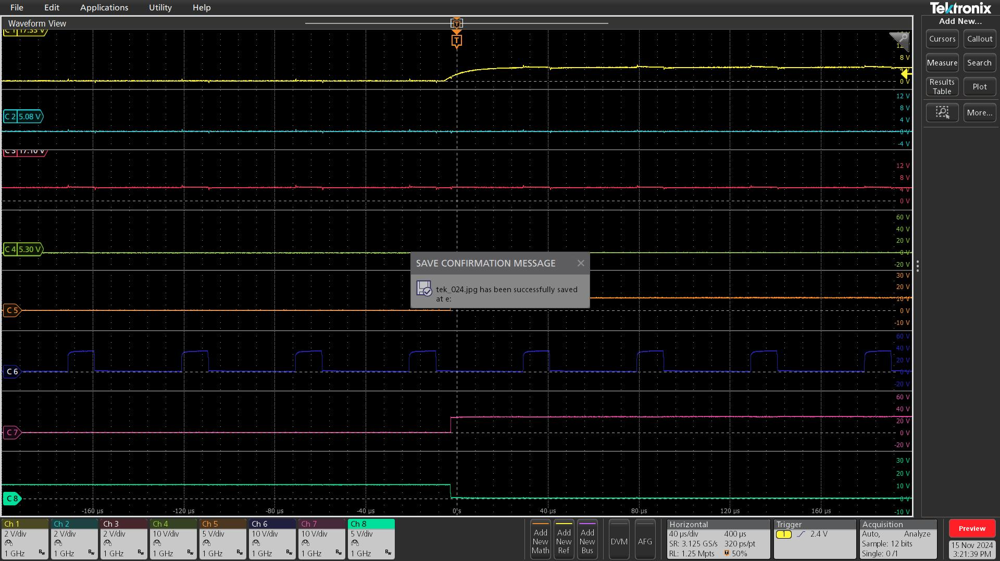 File Edit Applications Utility Help
Tektronix
Waveform View
Add New...
Cursors Callout
Measure Search
Results Table Plot
More...
C 1 17.33 V
T
T
8 V
4 V
0 V
C 2 5.08 V
12 V
8 V
4 V
0 V
-4 V
C 3 17.10 V
12 V
8 V
4 V
0 V
C 4 5.30 V
60 V
40 V
20 V
0 V
-20 V
SAVE CONFIRMATION MESSAGE
tek_024.jpg has been successfully saved
at e:
C 5
30 V
20 V
10 V
0 V
-10 V
C 6
60 V
40 V
20 V
0 V
-20 V
C 7
60 V
40 V
20 V
0 V
-20 V
C 8
30 V
20 V
10 V
0 V
-10 V
-160 µs -120 µs -80 µs -40 µs 0 s 40 µs 80 µs 120 µs 160 µs
Ch 1
2 V/div
1 GHz Bw
Ch 2
2 V/div
1 GHz Bw
Ch 3
2 V/div
1 GHz Bw
Ch 4
10 V/div
1 GHz Bw
Ch 5
5 V/div
1 GHz Bw
Ch 6
10 V/div
1 GHz Bw
Ch 7
10 V/div
1 GHz Bw
Ch 8
5 V/div
1 GHz Bw
Add New Math
Add New Ref
Add New Bus
DVM
AFG
Horizontal
40 µs/div 400 µs
SR: 3.125 GS/s 320 ps/pt
RL: 1.25 Mpts T 50%
Trigger
1 2.4 V
Acquisition
Auto, Analyze
Sample: 12 bits
Single: 0 /1
Preview
15 Nov 2024
3:21:39 PM